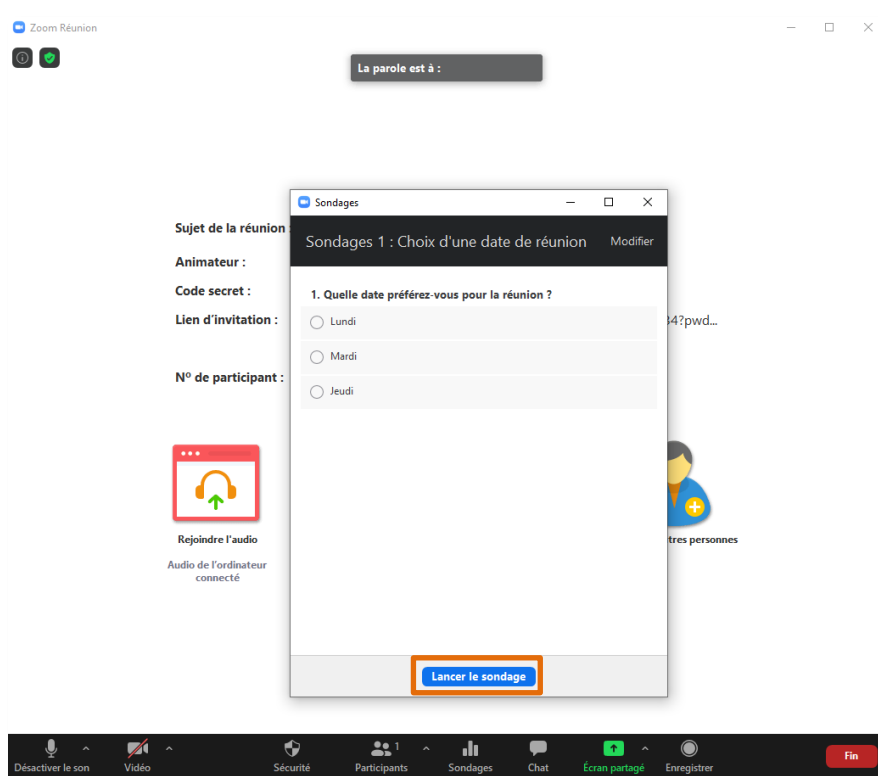 Zoom Réunion
La parole est à :
Sondages
Sondages 1 : Choix d'une date de réunion Modifier
Sujet de la réunion :
Animateur :
Code secret :
Lien d'invitation :
34?pwd...
N° de participant :
1. Quelle date préférez-vous pour la réunion ?
Lundi
Mardi
Jeudi
Rejoindre l'audio
Audio de l'ordinateur
connecté
tres personnes
Lancer le sondage
1
Désactiver le son Vidéo Sécurité Participants Sondages Chat Écran partagé Enregistrer Fin